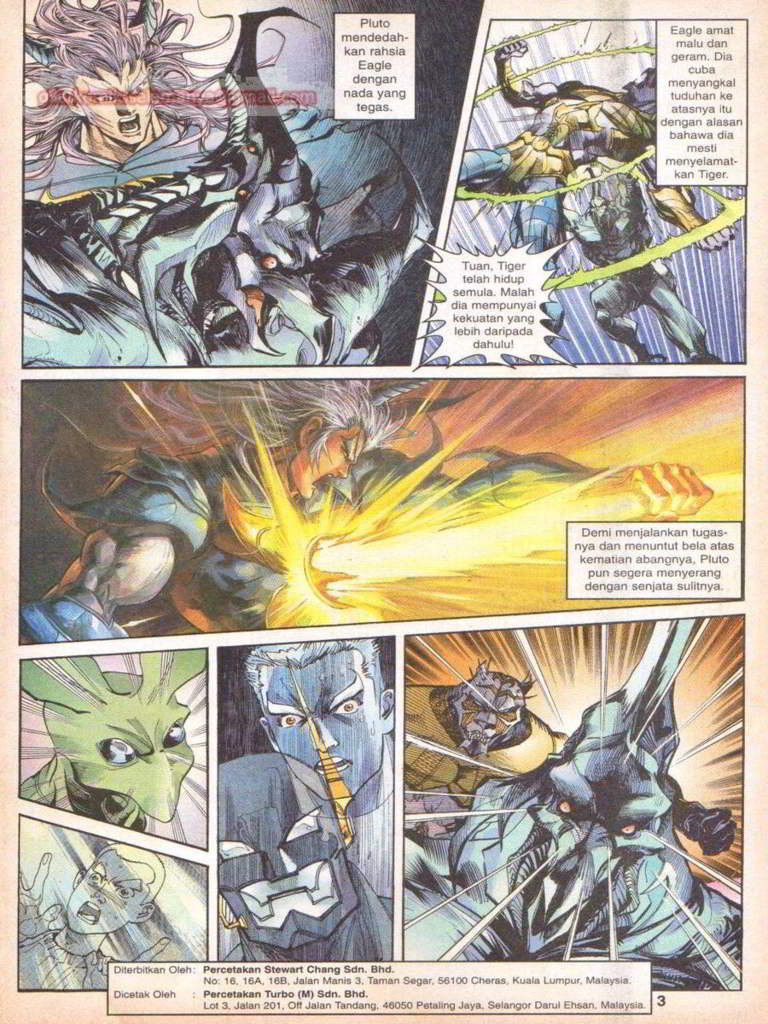 Pluto
mendedah-
kan rahsia
Eagle
dengan
nada yang
tegas.
Eagle amat
malu dan
geram. Dia
cuba
menyangkal
tuduhan ke
atasnya itu
dengan alasan
bahawa dia
mesti
menyelamat-
kan Tiger.
Tuan, Tiger
telah hidup
semula. Malah
dia mempunyai
kekuatan yang
lebih daripada
dahulu!
Demi menjalankan tugas-
nya dan menuntut bela atas
kematian abangnya, Pluto
pun segera menyerang
dengan senjata sulitnya.
Diterbitkan Oleh: Percetakan Stewart Chang Sdn. Bhd.
No: 16, 16A, 16B, Jalan Manis 3, Taman Segar, 56100 Cheras, Kuala Lumpur, Malaysia.
Dicetak Oleh : Percetakan Turbo (M) Sdn. Bhd.
Lot 3, Jalan 201, Off Jalan Tandang, 46050 Petaling Jaya, Selangor Darul Ehsan, Malaysia.
3